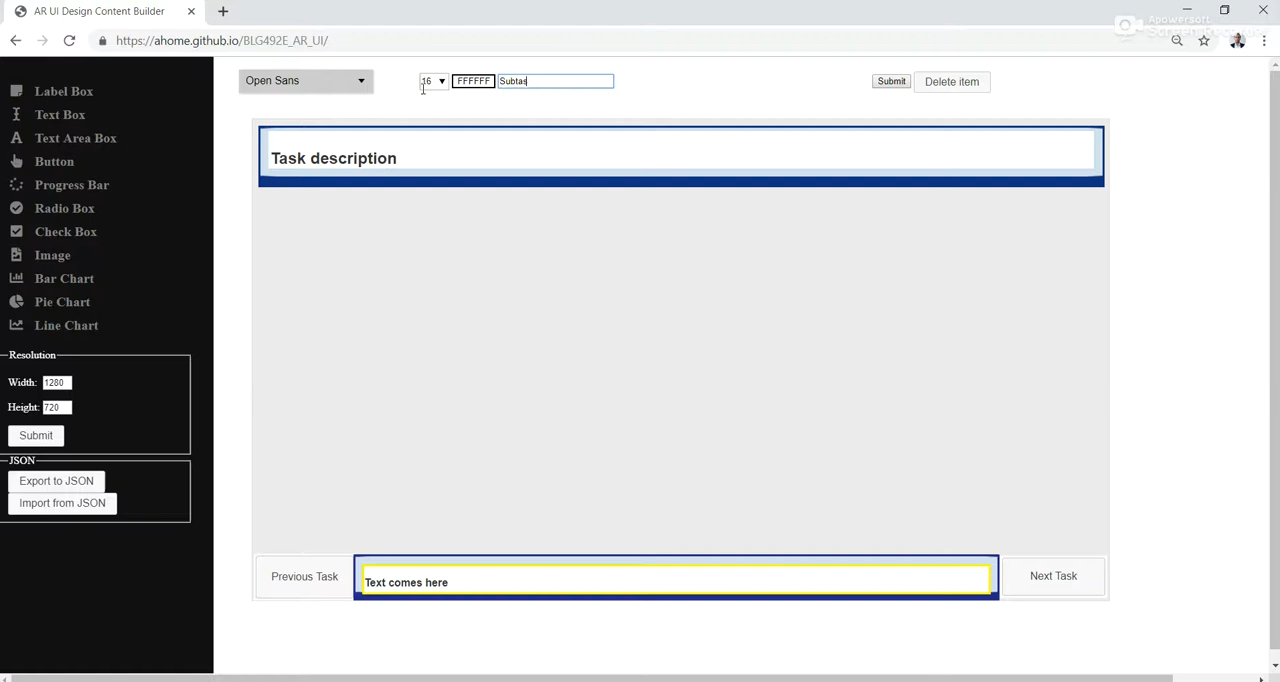 AR UI Design Content Builder
https://ahome.github.io/BLG492E_AR_UI/
Apowersoft
Screen Recorder
Open Sans
16
FFFFFF
Subtas
Submit
Delete item
Label Box
Text Box
Text Area Box
Button
Progress Bar
Radio Box
Check Box
Image
Bar Chart
Pie Chart
Line Chart
Resolution
Width: 1280
Height: 720
Submit
JSON
Export to JSON
Import from JSON
Task description
Previous Task
Text comes here
Next Task